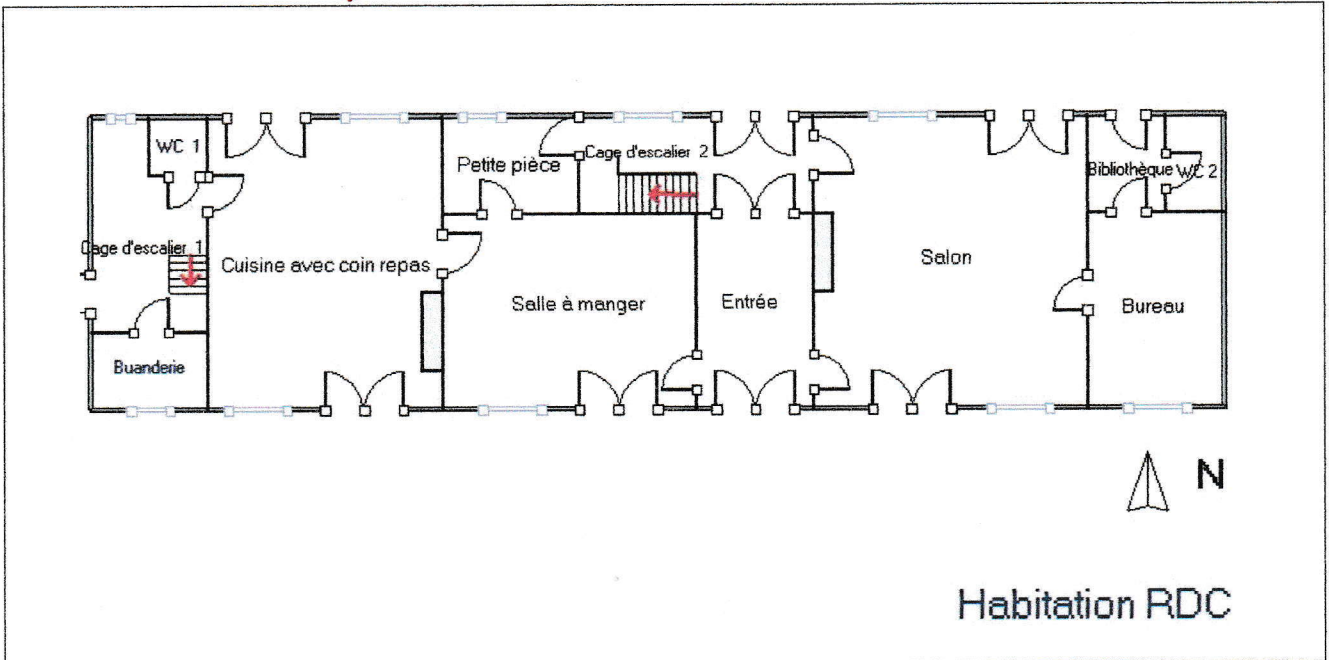 WC 1
Petite pièce
Cage d'escalier 2
Bibliothèque
WC 2
Cage d'escalier 1
Cuisine avec coin repas
Salle à manger
Entrée
Salon
Bureau
Buanderie
N
Habitation RDC